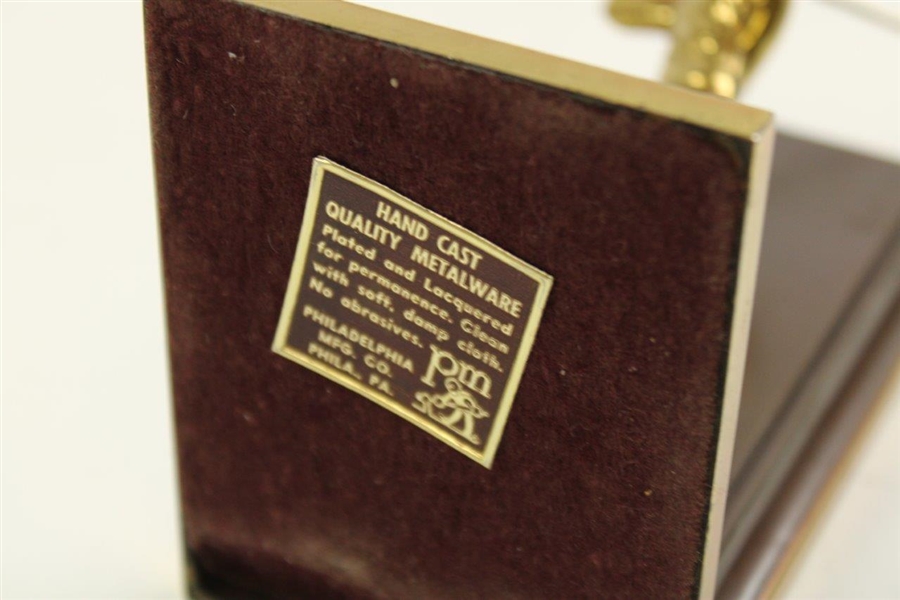 HAND CAST
QUALITY METALWARE
Plated and Lacquered
for permanence. Clean
with soft, damp cloth.
No abrasives.
PHILADELPHIA
MFG. CO.
PHILA., PA.
pm